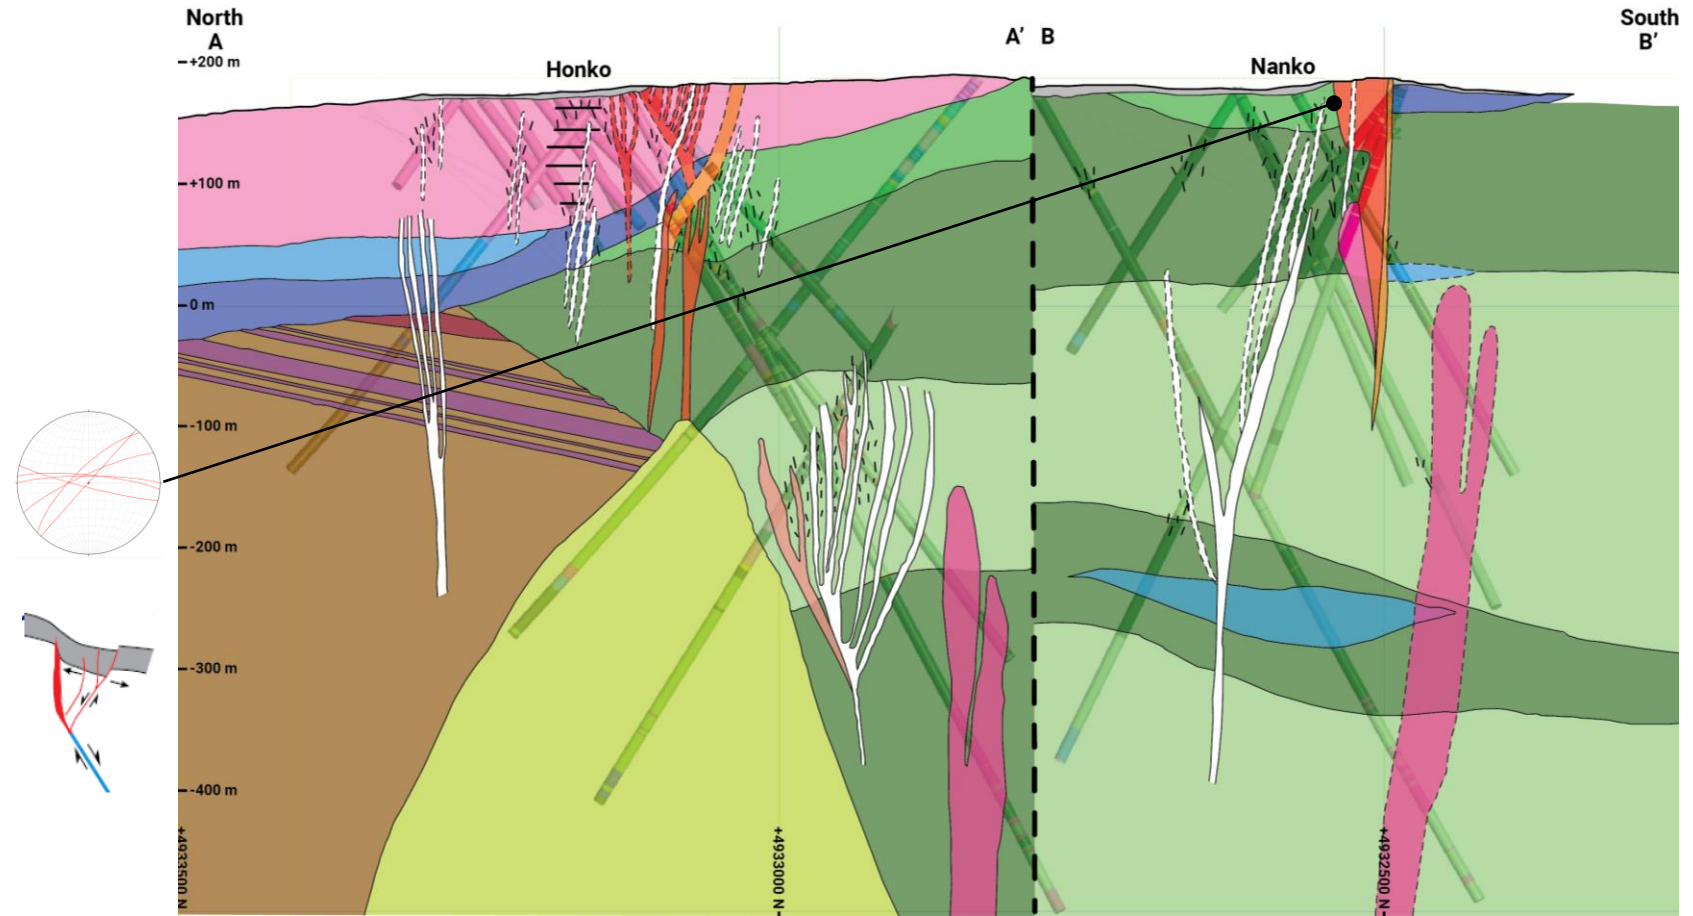 North
A
+200 m
Honko
A’ B
Nanko
South
B’
+100 m
0 m
-100 m
-200 m
-300 m
-400 m
+4933500 N
+4933000 N
+4932500 N